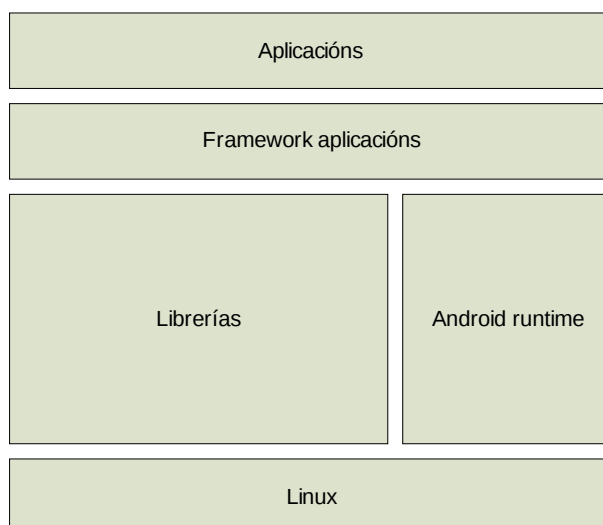 Aplicacións
Framework aplicacións
Librerías
Android runtime
Linux